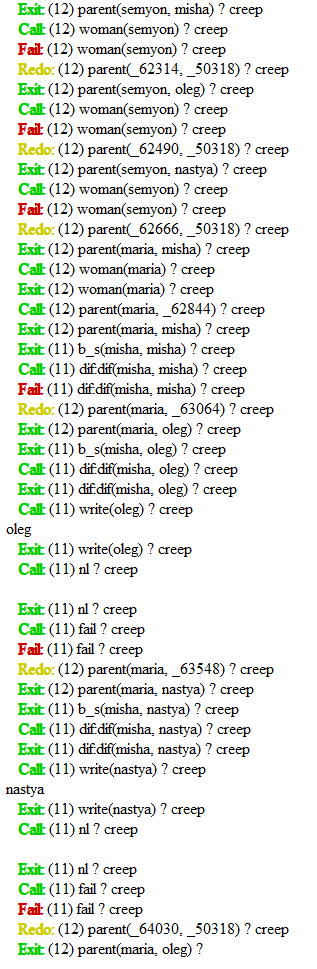 Exit: (12) parent(semyon, misha) ? creep
Call: (12) woman(semyon) ? creep
Fail: (12) woman(semyon) ? creep
Redo: (12) parent(_62314, _50318) ? creep
Exit: (12) parent(semyon, oleg) ? creep
Call: (12) woman(semyon) ? creep
Fail: (12) woman(semyon) ? creep
Redo: (12) parent(_62490, _50318) ? creep
Exit: (12) parent(semyon, nastya) ? creep
Call: (12) woman(semyon) ? creep
Fail: (12) woman(semyon) ? creep
Redo: (12) parent(_62666, _50318) ? creep
Exit: (12) parent(maria, misha) ? creep
Call: (12) woman(maria) ? creep
Exit: (12) woman(maria) ? creep
Call: (12) parent(maria, _62844) ? creep
Exit: (12) parent(maria, misha) ? creep
Exit: (11) b_s(misha, misha) ? creep
Call: (11) dif:dif(misha, misha) ? creep
Fail: (11) dif:dif(misha, misha) ? creep
Redo: (12) parent(maria, _63064) ? creep
Exit: (12) parent(maria, oleg) ? creep
Exit: (11) b_s(misha, oleg) ? creep
Call: (11) dif:dif(misha, oleg) ? creep
Exit: (11) dif:dif(misha, oleg) ? creep
Call: (11) write(oleg) ? creep
oleg
Exit: (11) write(oleg) ? creep
Call: (11) nl ? creep
Exit: (11) nl ? creep
Call: (11) fail ? creep
Fail: (11) fail ? creep
Redo: (12) parent(maria, _63548) ? creep
Exit: (12) parent(maria, nastya) ? creep
Exit: (11) b_s(misha, nastya) ? creep
Call: (11) dif:dif(misha, nastya) ? creep
Exit: (11) dif:dif(misha, nastya) ? creep
Call: (11) write(nastya) ? creep
nastya
Exit: (11) write(nastya) ? creep
Call: (11) nl ? creep
Exit: (11) nl ? creep
Call: (11) fail ? creep
Fail: (11) fail ? creep
Redo: (12) parent(_64030, _50318) ? creep
Exit: (12) parent(maria, oleg) ?